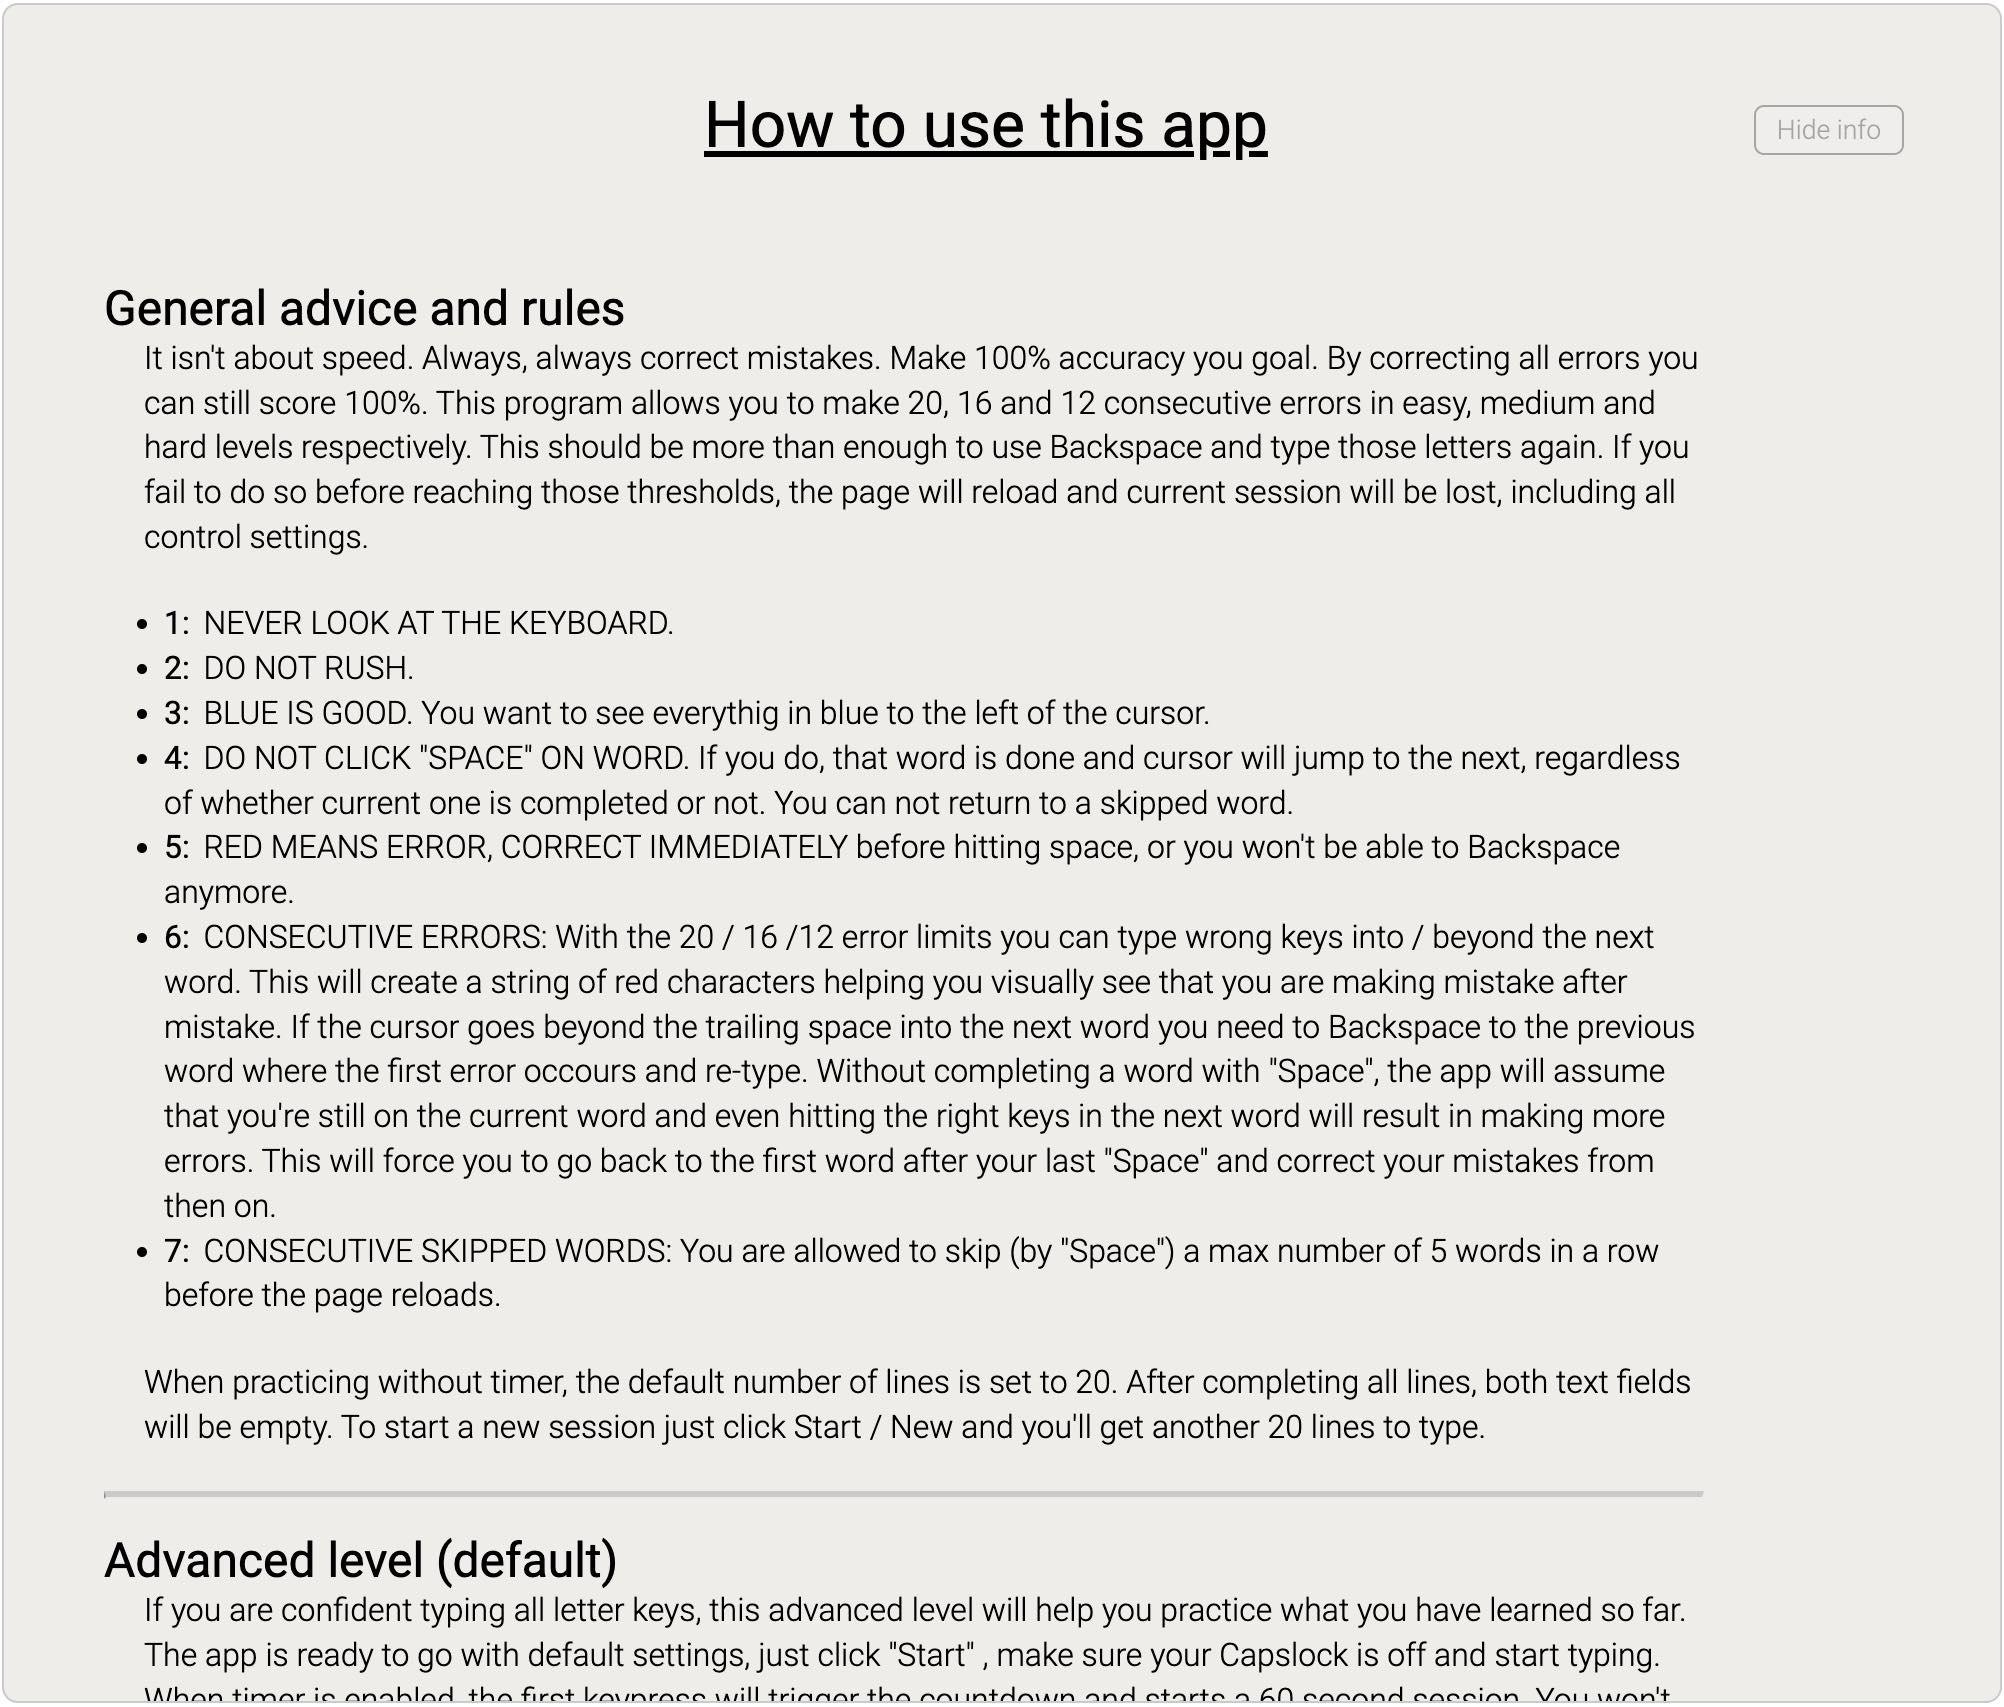 How to use this app
Hide info
General advice and rules
It isn't about speed. Always, always correct mistakes. Make 100% accuracy you goal. By correcting all errors you
can still score 100%. This program allows you to make 20, 16 and 12 consecutive errors in easy, medium and
hard levels respectively. This should be more than enough to use Backspace and type those letters again. If you
fail to do so before reaching those thresholds, the page will reload and current session will be lost, including all
control settings.
• 1: NEVER LOOK AT THE KEYBOARD.
• 2: DO NOT RUSH.
• 3: BLUE IS GOOD. You want to see everythig in blue to the left of the cursor.
• 4: DO NOT CLICK "SPACE" ON WORD. If you do, that word is done and cursor will jump to the next, regardless
of whether current one is completed or not. You can not return to a skipped word.
• 5: RED MEANS ERROR, CORRECT IMMEDIATELY before hitting space, or you won't be able to Backspace
anymore.
• 6: CONSECUTIVE ERRORS: With the 20 / 16 /12 error limits you can type wrong keys into / beyond the next
word. This will create a string of red characters helping you visually see that you are making mistake after
mistake. If the cursor goes beyond the trailing space into the next word you need to Backspace to the previous
word where the first error occours and re-type. Without completing a word with "Space", the app will assume
that you're still on the current word and even hitting the right keys in the next word will result in making more
errors. This will force you to go back to the first word after your last "Space" and correct your mistakes from
then on.
• 7: CONSECUTIVE SKIPPED WORDS: You are allowed to skip (by "Space") a max number of 5 words in a row
before the page reloads.
When practicing without timer, the default number of lines is set to 20. After completing all lines, both text fields
will be empty. To start a new session just click Start / New and you'll get another 20 lines to type.
Advanced level (default)
If you are confident typing all letter keys, this advanced level will help you practice what you have learned so far.
The app is ready to go with default settings, just click "Start" , make sure your Capslock is off and start typing.
When timer is enabled, the first keypress will trigger the countdown and starts a 60 second session. You won't